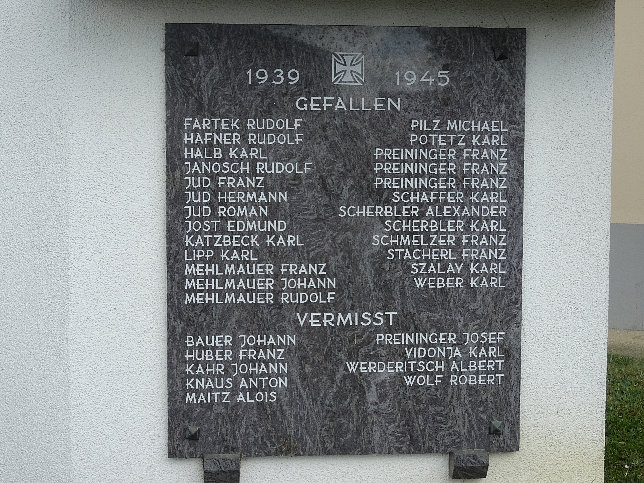 1939 1945
GEFALLEN
FARTEK RUDOLF
HAFNER RUDOLF
HALB KARL
JANOSCH RUDOLF
JUD FRANZ
JUD HERMANN
JUD ROMAN
JOST EDMUND
KATZBECK KARL
LIPP KARL
MEHLMAUER FRANZ
MEHLMAUER JOHANN
MEHLMAUER RUDOLF
PILZ MICHAEL
POTETZ KARL
PREININGER FRANZ
PREININGER FRANZ
PREININGER FRANZ
SCHAFFER KARL
SCHERBLER ALEXANDER
SCHERBLER KARL
SCHMELZER FRANZ
STACHERL FRANZ
SZALAY KARL
WEBER KARL
VERMISST
BAUER JOHANN
HUBER FRANZ
KAHR JOHANN
KNAUS ANTON
MAITZ ALOIS
PREININGER JOSEF
VIDONJA KARL
WERDERITSCH ALBERT
WOLF ROBERT